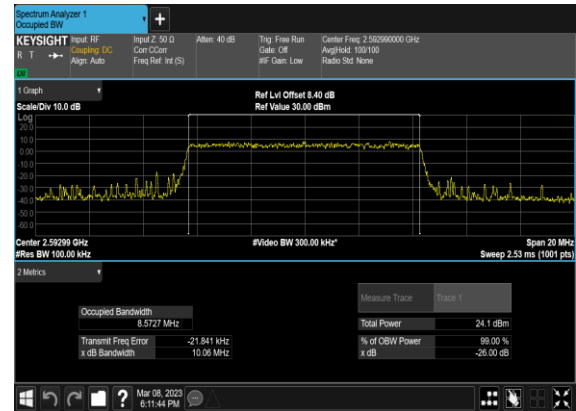 Spectrum Analyzer 1
Occupied BW
KEYSIGHT Input: RF Input Z: 50 Ω Atten: 40 dB Trig: Free Run Center Freq: 2.592990000 GHz
R T Coupling: DC Corr CCorr Gate: Off Avg|Hold: 100/100
Align: Auto Freq Ref: Int (S) #IF Gain: Low Radio Std: None
LNI
1 Graph
Ref Lvl Offset 8.40 dB
Scale/Div 10.0 dB Ref Value 30.00 dBm
Log
20.0
10.0
0.00
-10.0
-20.0
-30.0
-40.0
-50.0
-60.0
Center 2.59299 GHz #Video BW 300.00 kHz* Span 20 MHz
#Res BW 100.00 kHz Sweep 2.53 ms (1001 pts)
2 Metrics
Measure Trace Trace 1
Occupied Bandwidth
8.5727 MHz Total Power 24.1 dBm
Transmit Freq Error -21.841 kHz % of OBW Power 99.00 %
x dB Bandwidth 10.06 MHz x dB -26.00 dB
Mar 08, 2023
6:11:44 PM